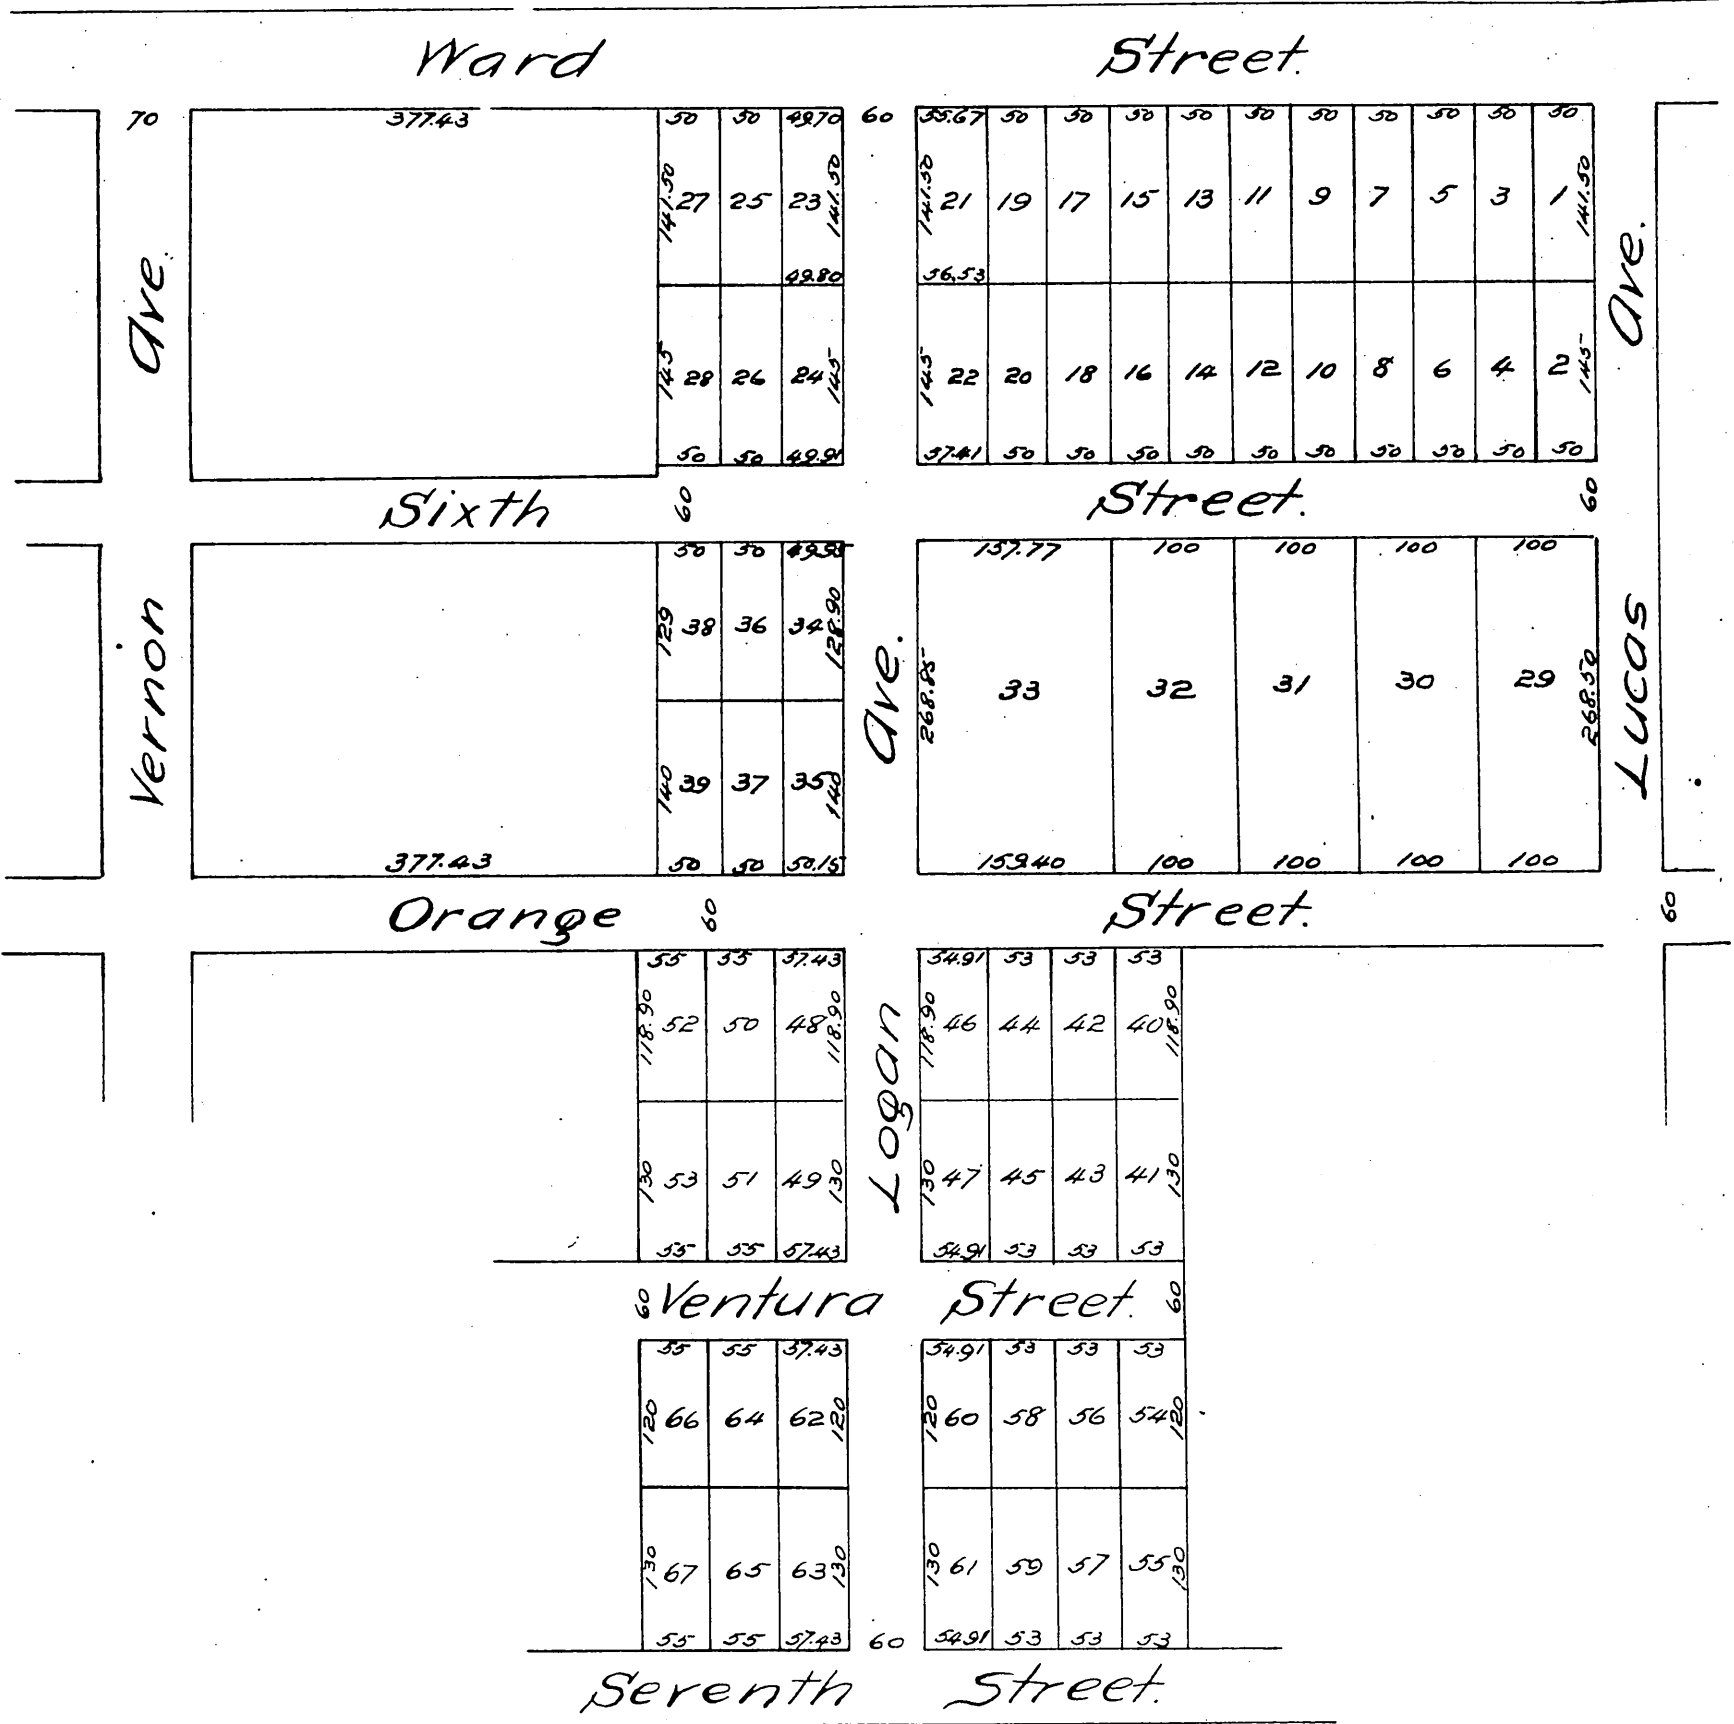 Ward Street.
70 377.43 50 50 49.70 60 55.67 50 50 50 50 50 50 50 50 50 50
141.50 27 25 23 141.50 141.50 21 19 17 15 13 11 9 7 5 3 1 141.50
49.80 56.53
Ave. Ave.
145 28 26 24 145 145 22 20 18 16 14 12 10 8 6 4 2 145
50 50 49.91 57.41 50 50 50 50 50 50 50 50 50 50
Sixth 60 Street. 60
50 50 157.77 100 100 100 100
129 38 36 34 128.90
Vernon Ave. 268.85 33 32 31 30 29 268.50 Lucas
140 39 37 35 140
377.43 50 50 50.15 159.40 100 100 100 100
Orange 60 Street. 60
55 55 57.43 54.91 53 53 53
118.90 52 50 48 118.90 118.90 46 44 42 40 118.90
Logan
130 53 51 49 130 130 47 45 43 41 130
55 55 57.43 54.91 53 53 53
60 Ventura Street. 60
55 55 57.43 54.91 53 53 53
120 66 64 62 120 120 60 58 56 54 120
130 67 65 63 130 130 61 59 57 55 130
55 55 57.43 60 54.91 53 53 53
Serenth Street.